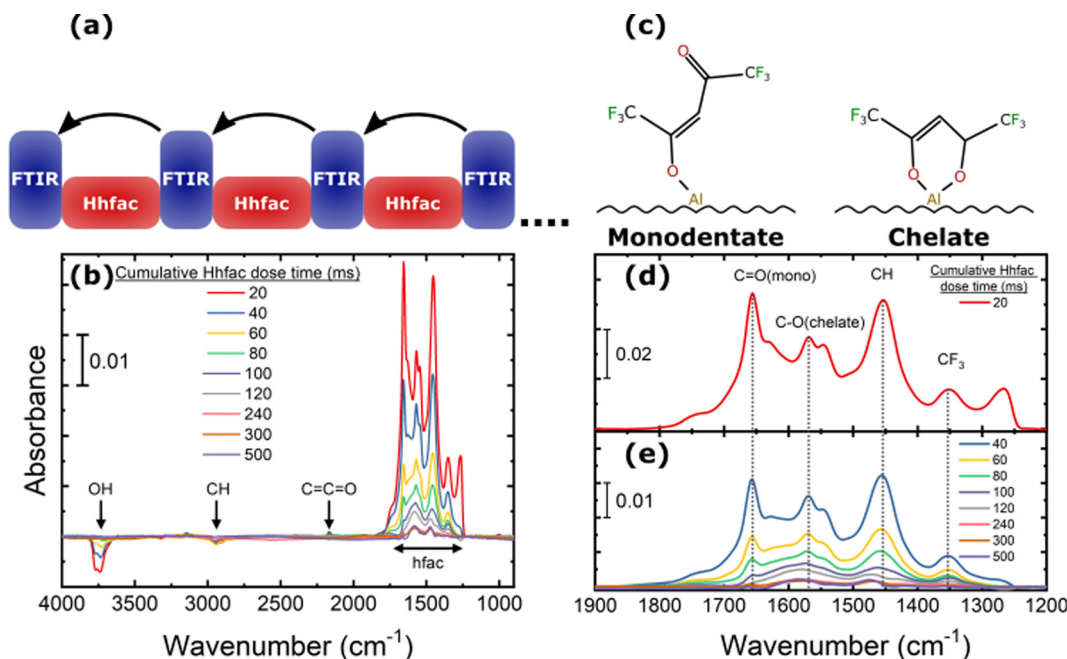 (a)
FTIR
Hhfac
FTIR
Hhfac
FTIR
Hhfac
FTIR
....
(b)
Cumulative Hhfac dose time (ms)
20
40
60
80
100
120
240
300
500
0.01
OH
CH
C=C=O
hfac
Absorbance
4000 3500 3000 2500 2000 1500 1000
Wavenumber (cm⁻¹)
(c)
O
CF₃
F₃C
O
Al
Monodentate
F₃C
CF₃
O
O
Al
Chelate
(d)
C=O(mono)
C-O(chelate)
CH
CF₃
Cumulative Hhfac
dose time (ms)
20
0.02
(e)
0.01
40
60
80
100
120
240
300
500
1900 1800 1700 1600 1500 1400 1300 1200
Wavenumber (cm⁻¹)